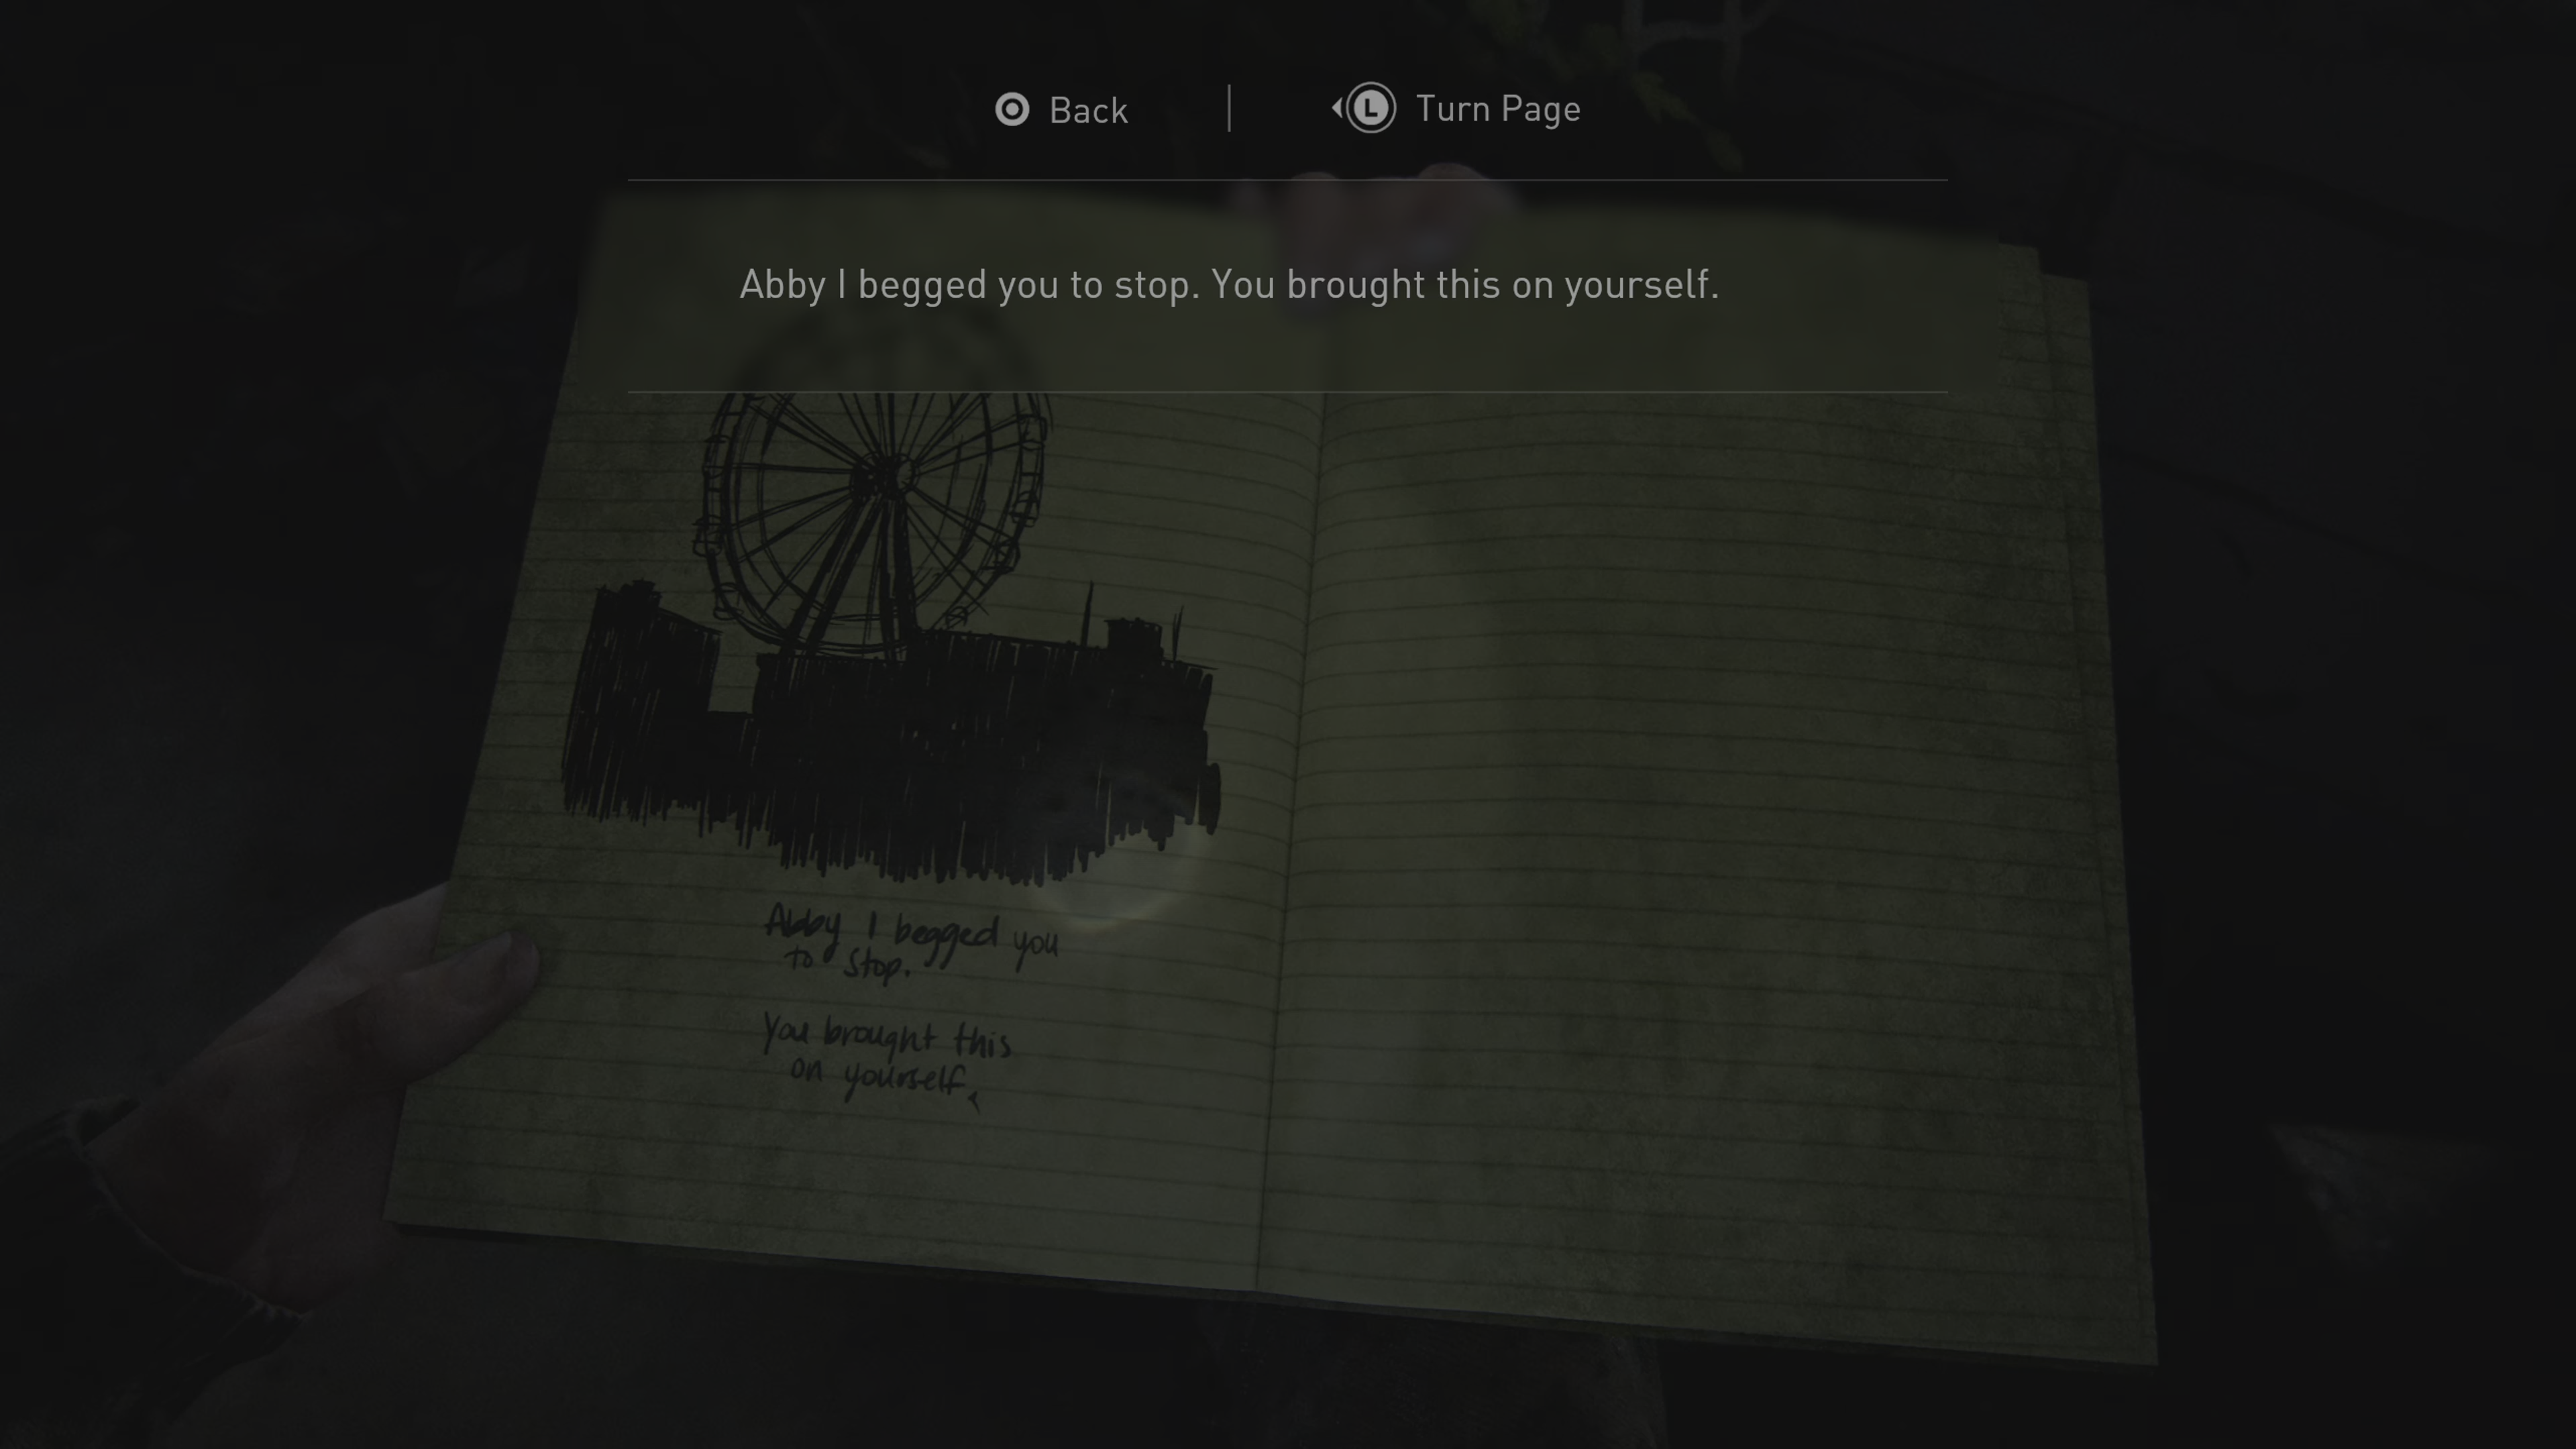 Back
L Turn Page
Abby I begged you to stop. You brought this on yourself.
Abby I begged you
to stop.
You brought this
on yourself.